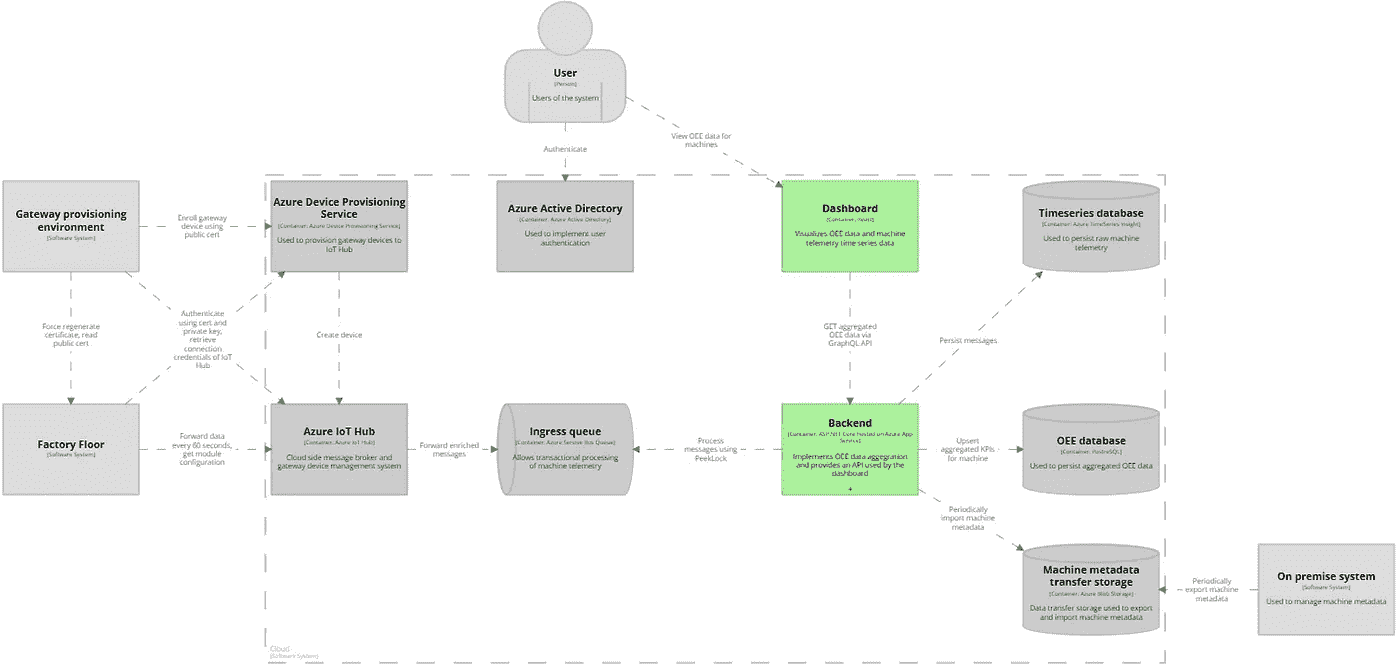 User
[Person]
Users of the system
Authenticate
View OEE data for
machines
Gateway provisioning
environment
[Software System]
Enroll gateway
device using
public cert
Azure Device Provisioning
Service
[Container: Azure Device Provisioning Service]
Used to provision gateway devices to
IoT Hub
Azure Active Directory
[Container: Azure Active Directory]
Used to implement user
authentication
Dashboard
Visualizes OEE data and machine
telemetry time series data
Timeseries database
[Container: Azure TimeSeries Insight]
Used to persist raw machine
telemetry
Force regenerate
certificate, read
public cert
Authenticate
using cert and
private key,
retrieve
connection
credentials of IoT
Hub
Create device
GET aggregated
OEE data via
GraphQL API
Persist messages
Factory Floor
[Software System]
Forward data
every 60 seconds,
get module
configuration
Azure IoT Hub
[Container: Azure IoT Hub]
Cloud side message broker and
gateway device management system
Forward enriched
messages
Ingress queue
[Container: Azure Service Bus Queue]
Allows transactional processing
of machine telemetry
Process
messages using
PeekLock
Backend
[Container: ASP.NET Core hosted on Azure App
Service]
Implements OEE data aggregation
and provides an API used by the
dashboard
+
Upsert
aggregated KPIs
for machine
OEE database
[Container: PostreSQL]
Used to persist aggregated OEE data
Periodically
import machine
metadata
Machine metadata
transfer storage
[Container: Azure Blob Storage]
Data transfer storage used to export
and import machine metadata
Periodically
export machine
metadata
On premise system
[Software System]
Used to manage machine metadata
Cloud
[Software System]